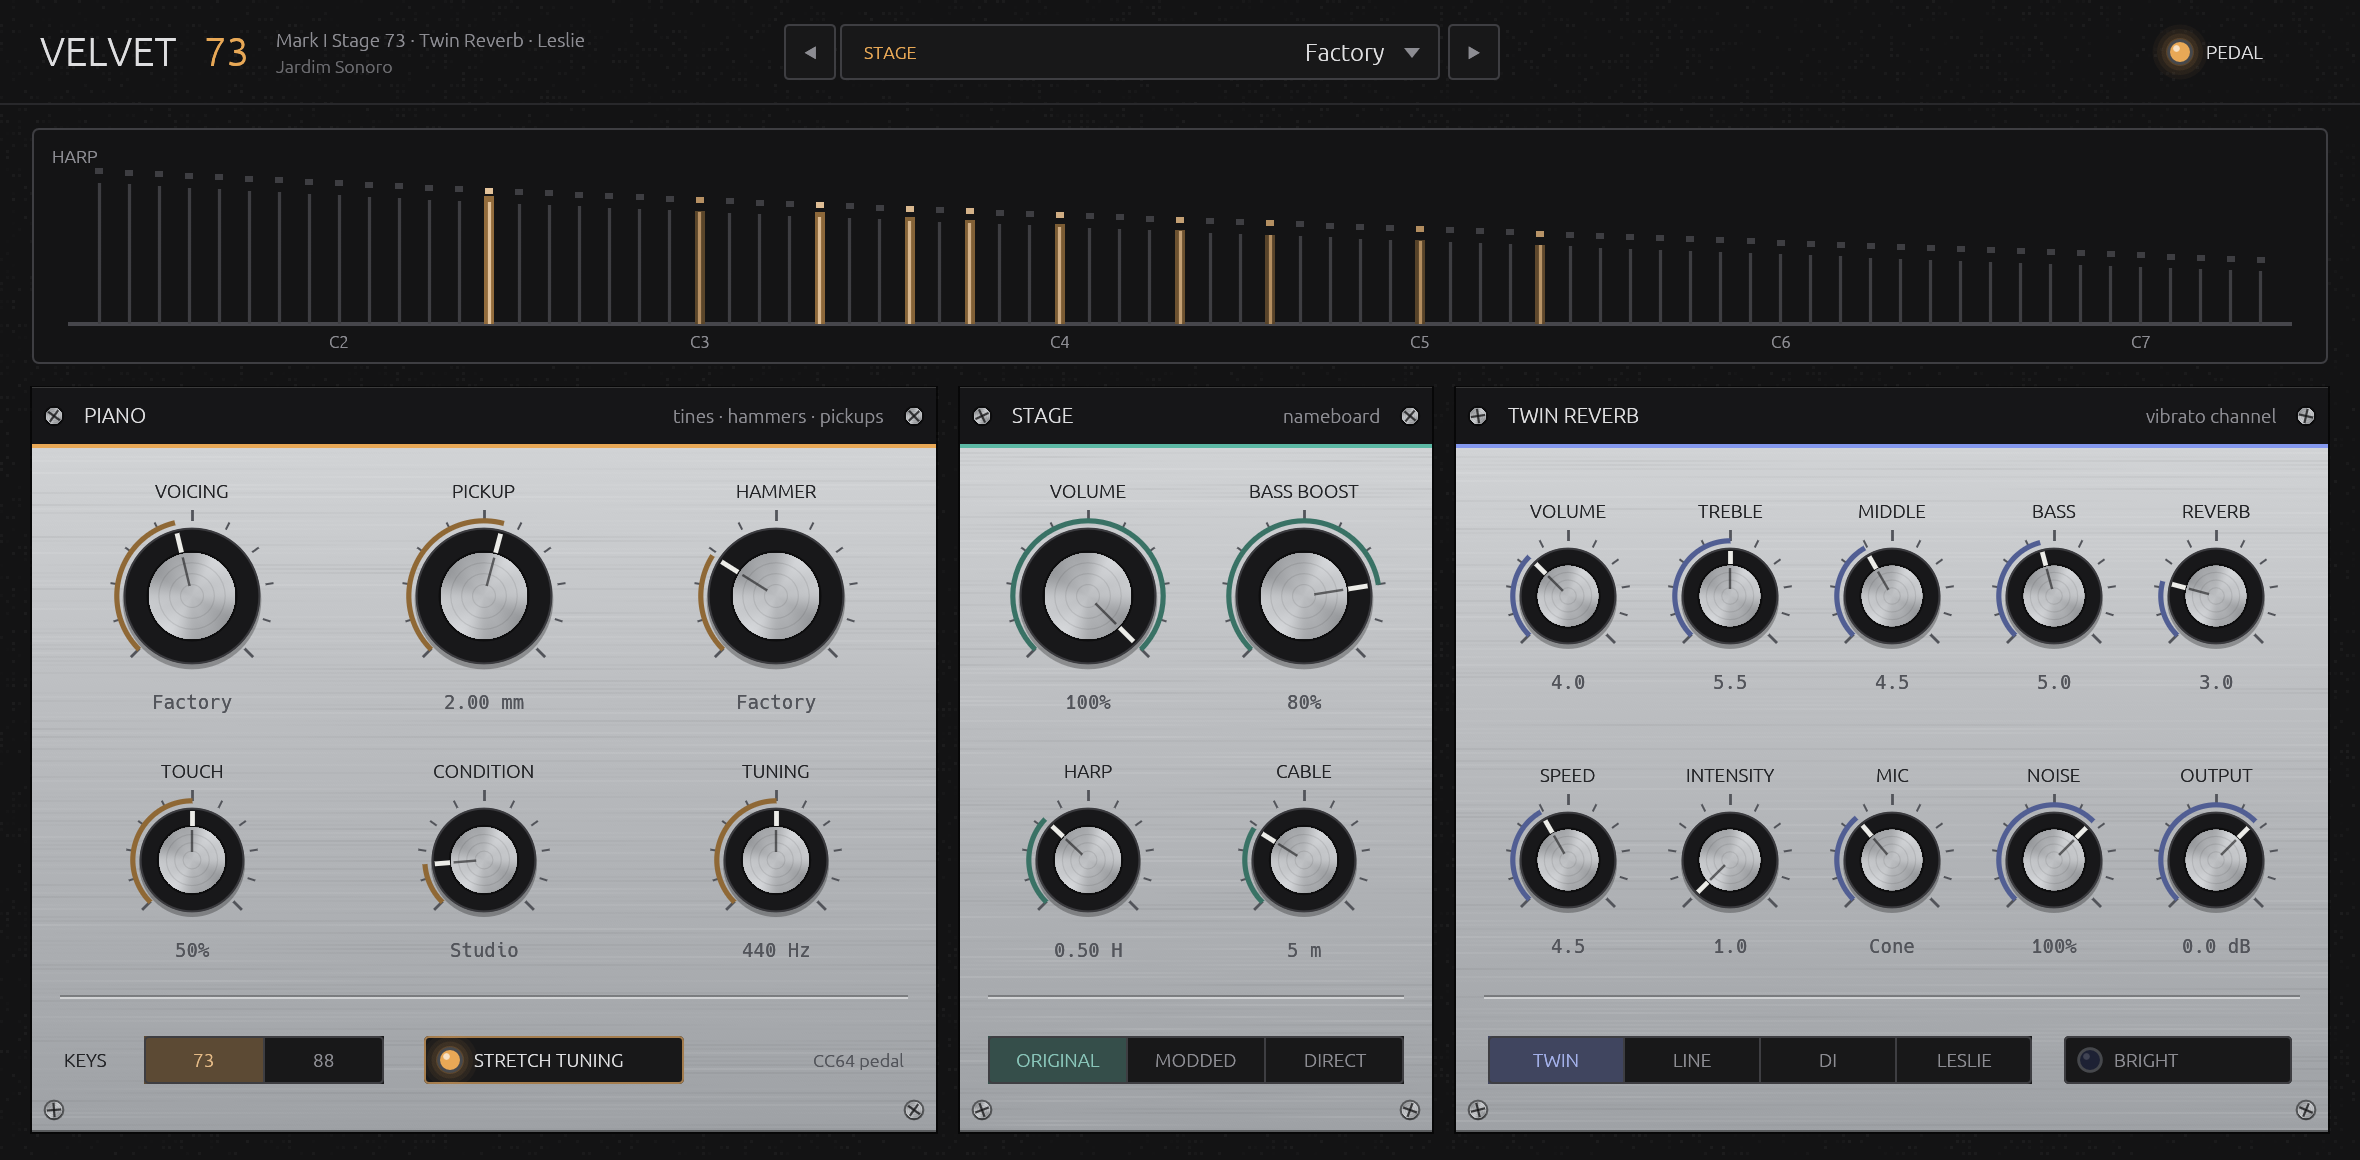 VELVET 73
Mark I Stage 73 · Twin Reverb · Leslie
Jardim Sonoro
STAGE Factory
PEDAL
HARP
C2 C3 C4 C5 C6 C7
PIANO tines · hammers · pickups
VOICING PICKUP HAMMER
Factory 2.00 mm Factory
TOUCH CONDITION TUNING
50% Studio 440 Hz
KEYS 73 88 STRETCH TUNING CC64 pedal
STAGE nameboard
VOLUME BASS BOOST
100% 80%
HARP CABLE
0.50 H 5 m
ORIGINAL MODDED DIRECT
TWIN REVERB vibrato channel
VOLUME TREBLE MIDDLE BASS REVERB
4.0 5.5 4.5 5.0 3.0
SPEED INTENSITY MIC NOISE OUTPUT
4.5 1.0 Cone 100% 0.0 dB
TWIN LINE DI LESLIE BRIGHT